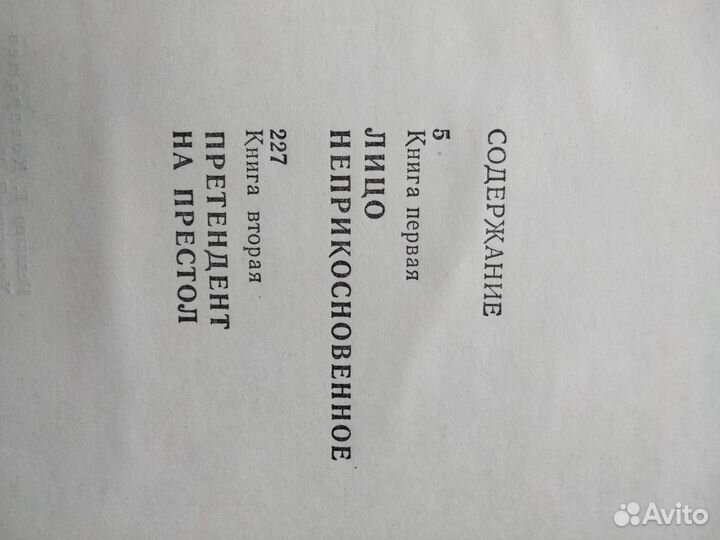 СОДЕРЖАНИЕ
5
Книга первая
ЛИЦО
НЕПРИКОСНОВЕННОЕ
227
Книга вторая
ПРЕТЕНДЕНТ
НА ПРЕСТОЛ
Avito